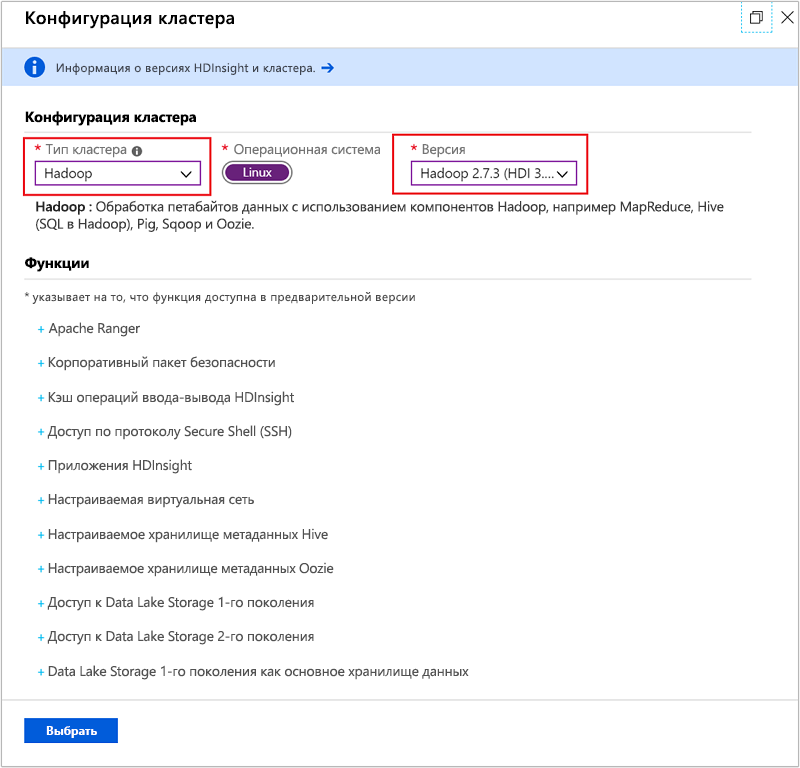 Конфигурация кластера
Информация о версиях HDInsight и кластера. →
Конфигурация кластера
* Тип кластера
* Операционная система
* Версия
Hadoop
Linux
Hadoop 2.7.3 (HDI 3....
Hadoop : Обработка петабайтов данных с использованием компонентов Hadoop, например MapReduce, Hive
(SQL в Hadoop), Pig, Sqoop и Oozie.
Функции
* указывает на то, что функция доступна в предварительной версии
+ Apache Ranger
+ Корпоративный пакет безопасности
+ Кэш операций ввода-вывода HDInsight
+ Доступ по протоколу Secure Shell (SSH)
+ Приложения HDInsight
+ Настраиваемая виртуальная сеть
+ Настраиваемое хранилище метаданных Hive
+ Настраиваемое хранилище метаданных Oozie
+ Доступ к Data Lake Storage 1-го поколения
+ Доступ к Data Lake Storage 2-го поколения
+ Data Lake Storage 1-го поколения как основное хранилище данных
Выбрать